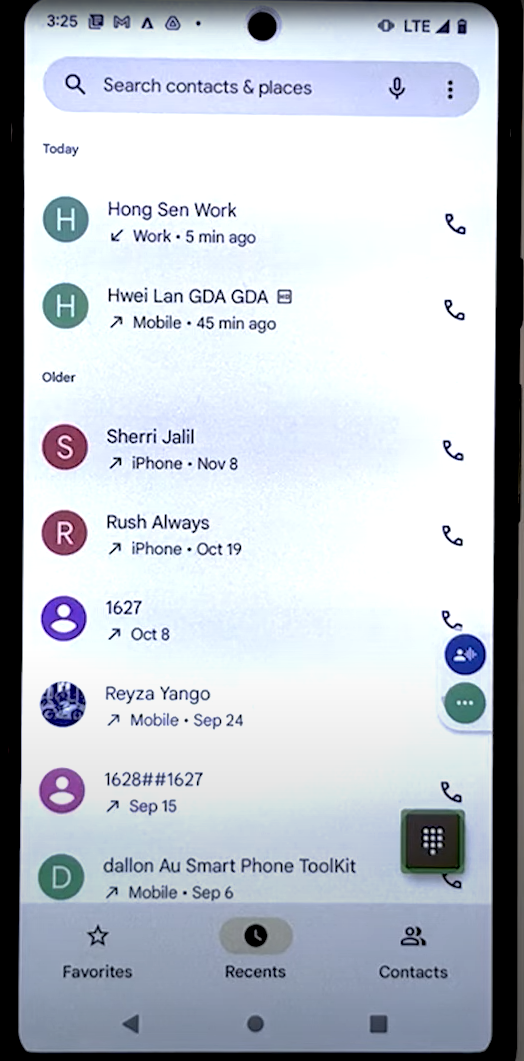 3:25
LTE
Search contacts & places
Today
H
Hong Sen Work
↙ Work • 5 min ago
H
Hwei Lan GDA GDA
↗ Mobile • 45 min ago
Older
S
Sherri Jalil
↗ iPhone • Nov 8
R
Rush Always
↗ iPhone • Oct 19
1627
↗ Oct 8
Reyza Yango
↗ Mobile • Sep 24
1628##1627
↗ Sep 15
D
dallon Au Smart Phone ToolKit
↗ Mobile • Sep 6
Favorites
Recents
Contacts